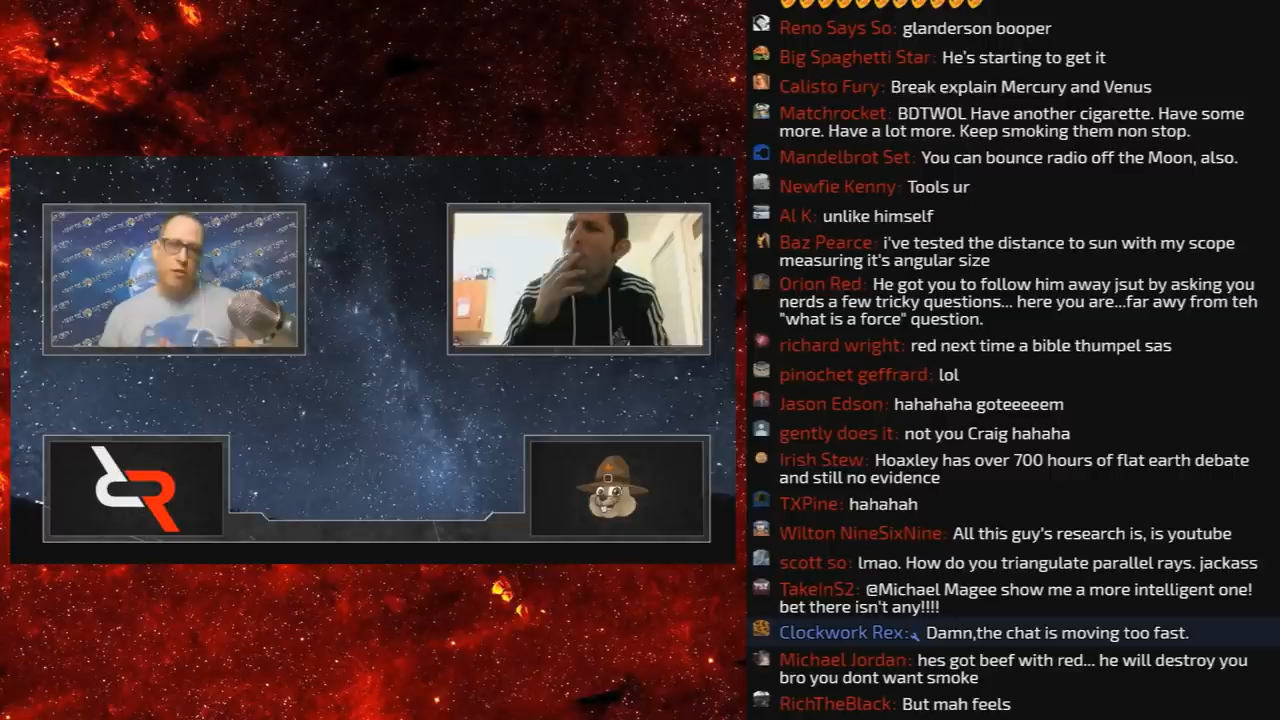 Reno Says So: glanderson booper
Big Spaghetti Star: He's starting to get it
Calisto Fury: Break explain Mercury and Venus
Matchrocket: BDTWOL Have another cigarette. Have some
more. Have a lot more. Keep smoking them non stop.
Mandelbrot Set: You can bounce radio off the Moon, also.
Newfie Kenny: Tools ur
Al K: unlike himself
Baz Pearce: i've tested the distance to sun with my scope
measuring it's angular size
Orion Red: He got you to follow him away jsut by asking you
nerds a few tricky questions... here you are...far awy from teh
"what is a force" question.
richard wright: red next time a bible thumpel sas
pinochet geffrard: lol
Jason Edson: hahahaha goteeeeem
gently does it: not you Craig hahaha
Irish Stew: Hoaxley has over 700 hours of flat earth debate
and still no evidence
TXPine: hahahah
Wilton NineSixNine: All this guy's research is, is youtube
scott so: lmao. How do you triangulate parallel rays. jackass
TakeInS2: @Michael Magee show me a more intelligent one!
bet there isn't any!!!!
Clockwork Rex: Damn,the chat is moving too fast.
Michael Jordan: hes got beef with red... he will destroy you
bro you dont want smoke
RichTheBlack: But mah feels